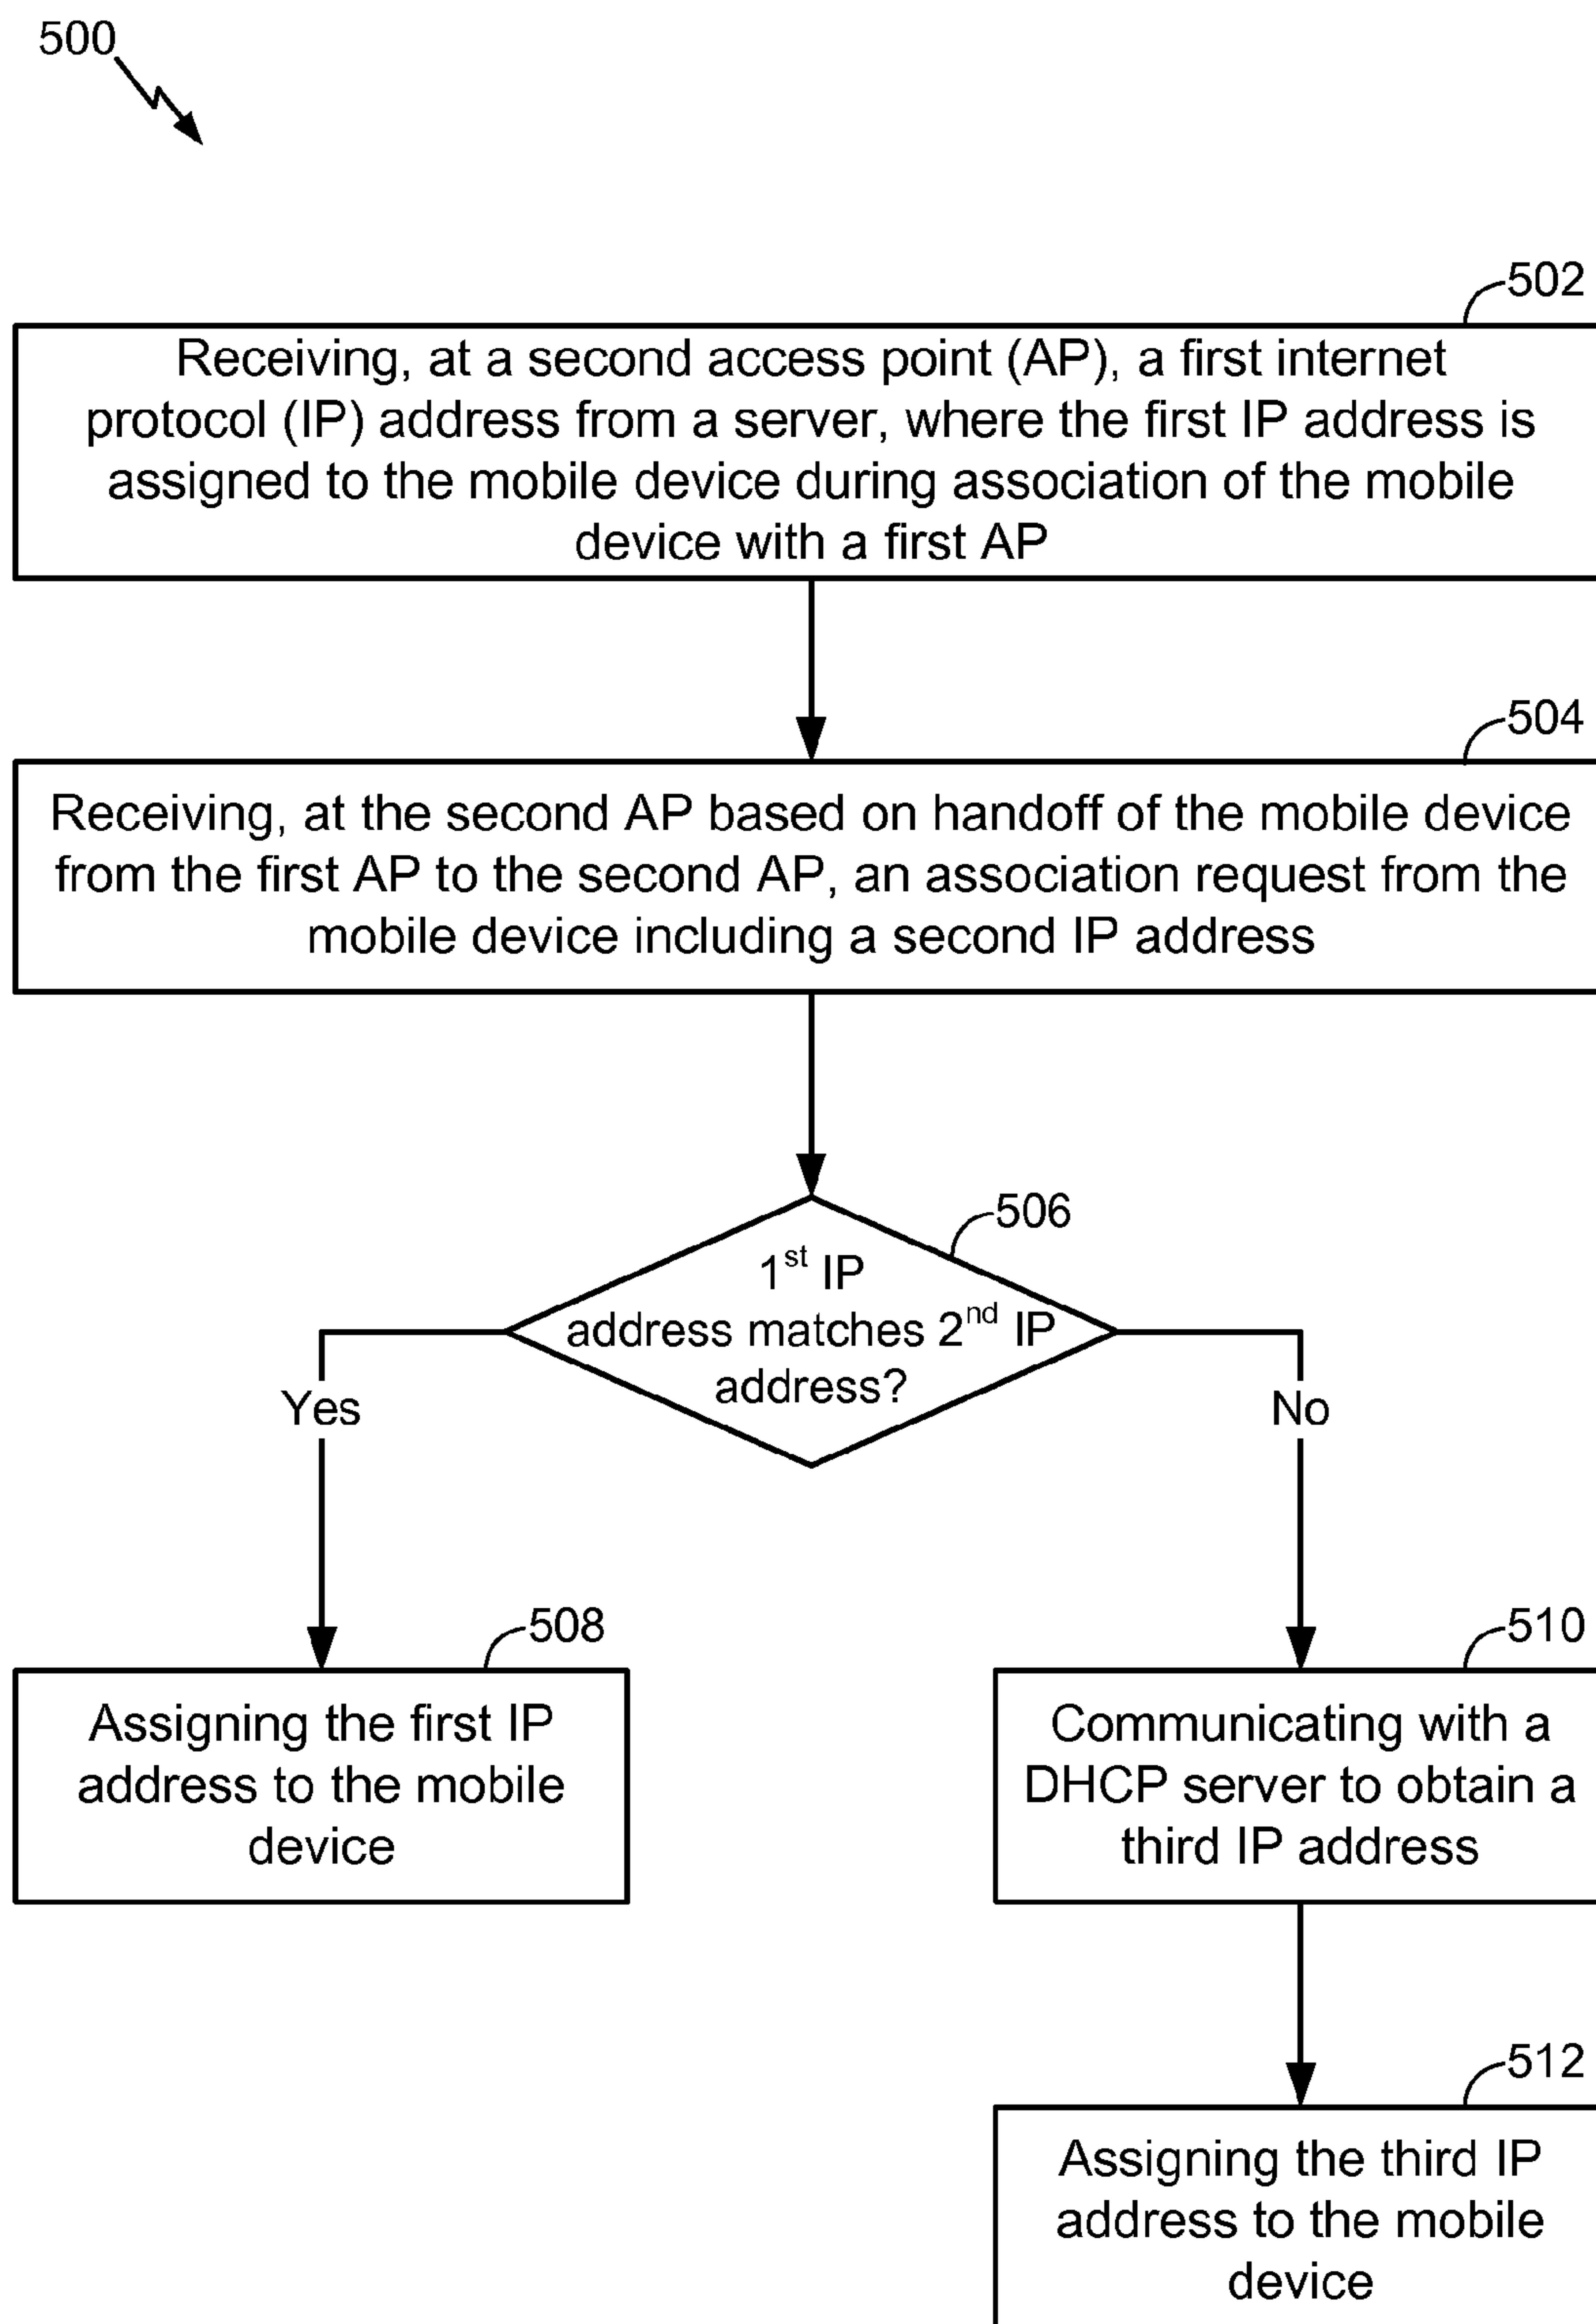 500
502
Receiving, at a second access point (AP), a first internet
protocol (IP) address from a server, where the first IP address is
assigned to the mobile device during association of the mobile
device with a first AP
504
Receiving, at the second AP based on handoff of the mobile device
from the first AP to the second AP, an association request from the
mobile device including a second IP address
506
1st IP
address matches 2nd IP
address?
Yes
No
508
Assigning the first IP
address to the mobile
device
510
Communicating with a
DHCP server to obtain a
third IP address
512
Assigning the third IP
address to the mobile
device